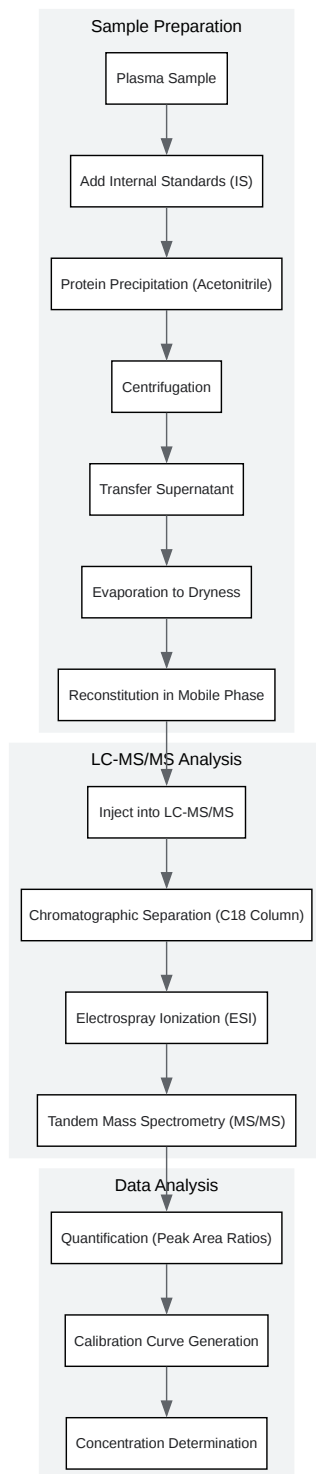 Sample Preparation
Plasma Sample
Add Internal Standards (IS)
Protein Precipitation (Acetonitrile)
Centrifugation
Transfer Supernatant
Evaporation to Dryness
Reconstitution in Mobile Phase
LC-MS/MS Analysis
Inject into LC-MS/MS
Chromatographic Separation (C18 Column)
Electrospray Ionization (ESI)
Tandem Mass Spectrometry (MS/MS)
Data Analysis
Quantification (Peak Area Ratios)
Calibration Curve Generation
Concentration Determination